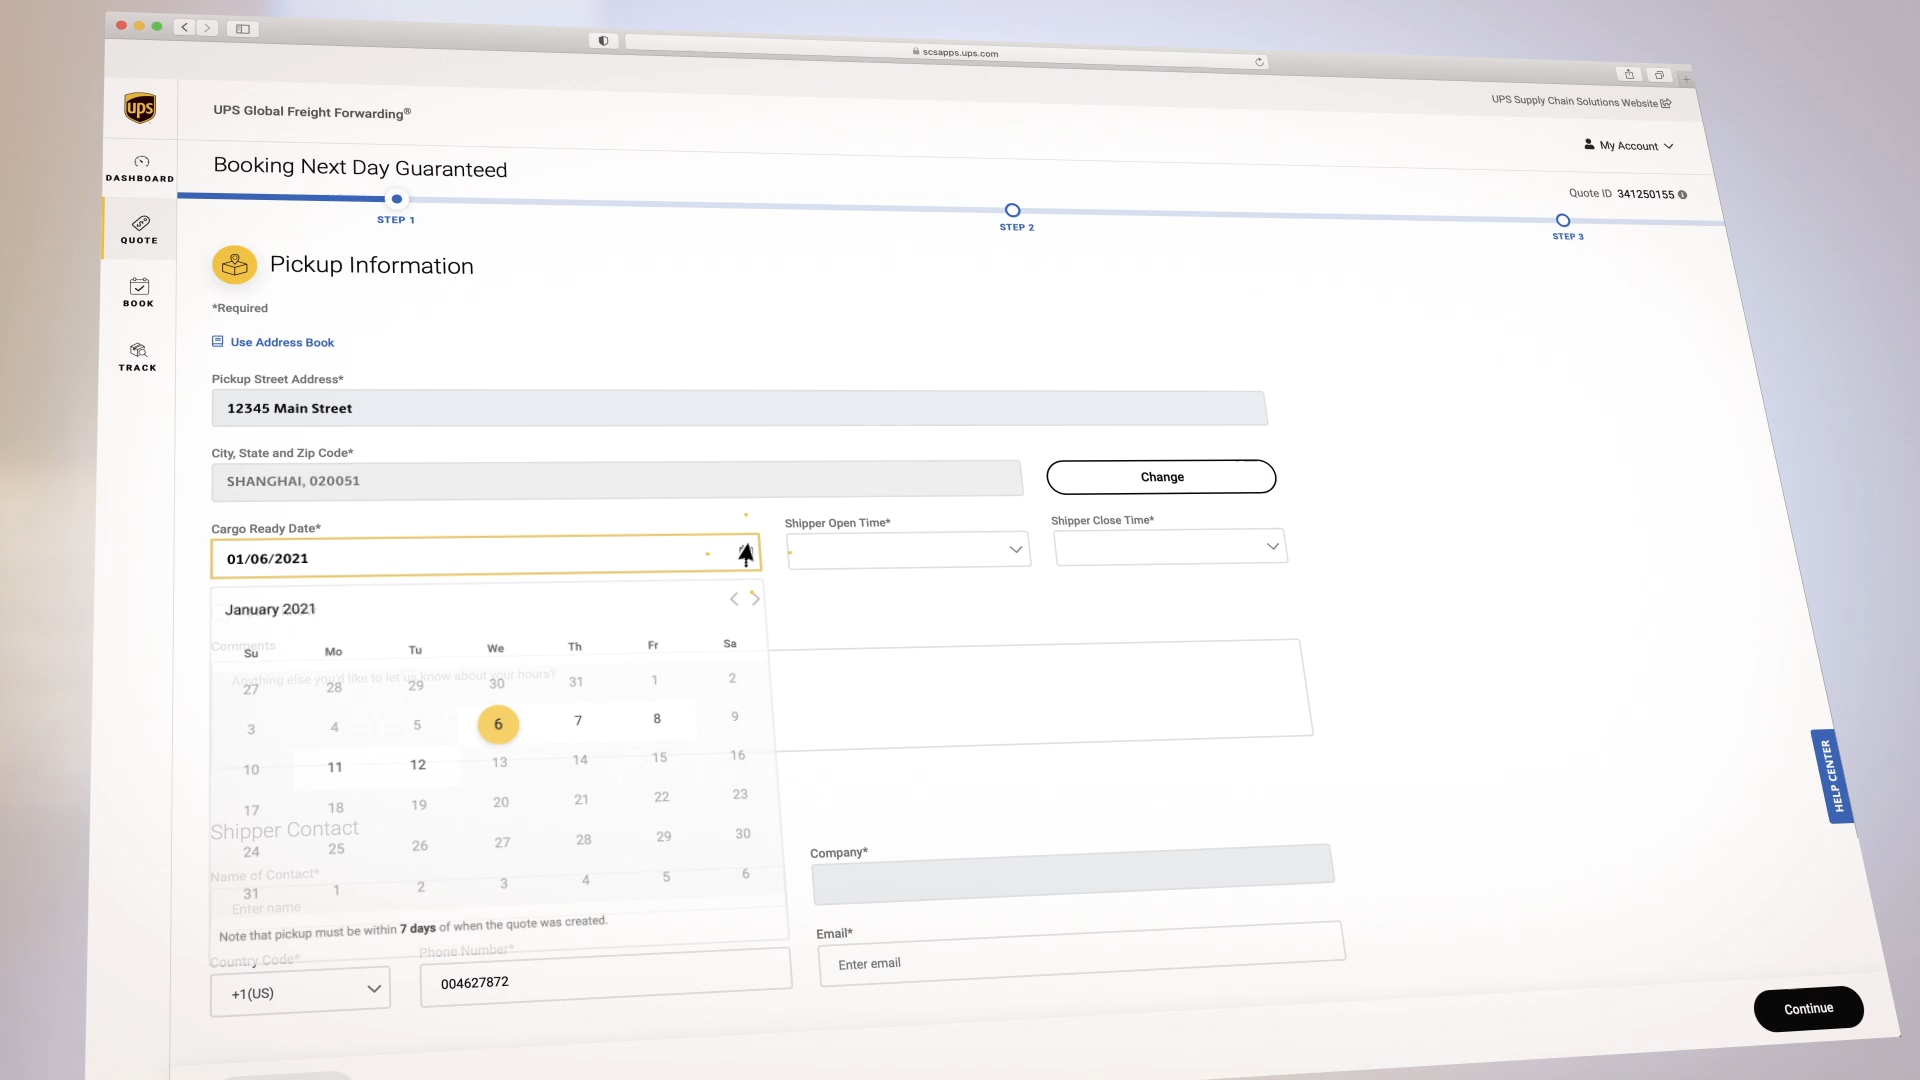 scsapps.ups.com
UPS Supply Chain Solutions Website
ups
UPS Global Freight Forwarding®
My Account
DASHBOARD
QUOTE
BOOK
TRACK
Booking Next Day Guaranteed
Quote ID 341250155
STEP 1
STEP 2
STEP 3
Pickup Information
*Required
Use Address Book
Pickup Street Address*
12345 Main Street
City, State and Zip Code*
SHANGHAI, 020051
Change
Cargo Ready Date*
Shipper Open Time*
Shipper Close Time*
01/06/2021
January 2021
Comments
Su Mo Tu We Th Fr Sa
Anything else you'd like to let us know about your hours?
27 28 29 30 31 1 2
3 4 5 6 7 8 9
10 11 12 13 14 15 16
17 18 19 20 21 22 23
Shipper Contact
24 25 26 27 28 29 30
Name of Contact*
31 1 2 3 4 5 6
Enter name
Note that pickup must be within 7 days of when the quote was created.
Company*
Country Code*
Phone Number*
Email*
+1(US)
004627872
Enter email
HELP CENTER
Continue